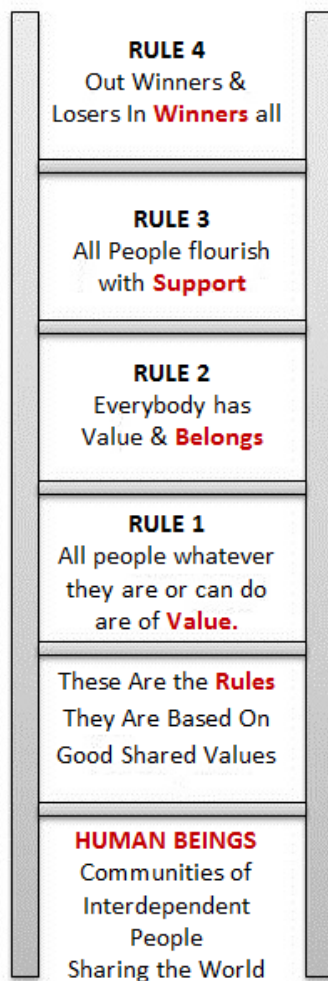 RULE 4
Out Winners &
Losers In Winners all
RULE 3
All People flourish
with Support
RULE 2
Everybody has
Value & Belongs
RULE 1
All people whatever
they are or can do
are of Value.
These Are the Rules
They Are Based On
Good Shared Values
HUMAN BEINGS
Communities of
Interdependent
People
Sharing the World